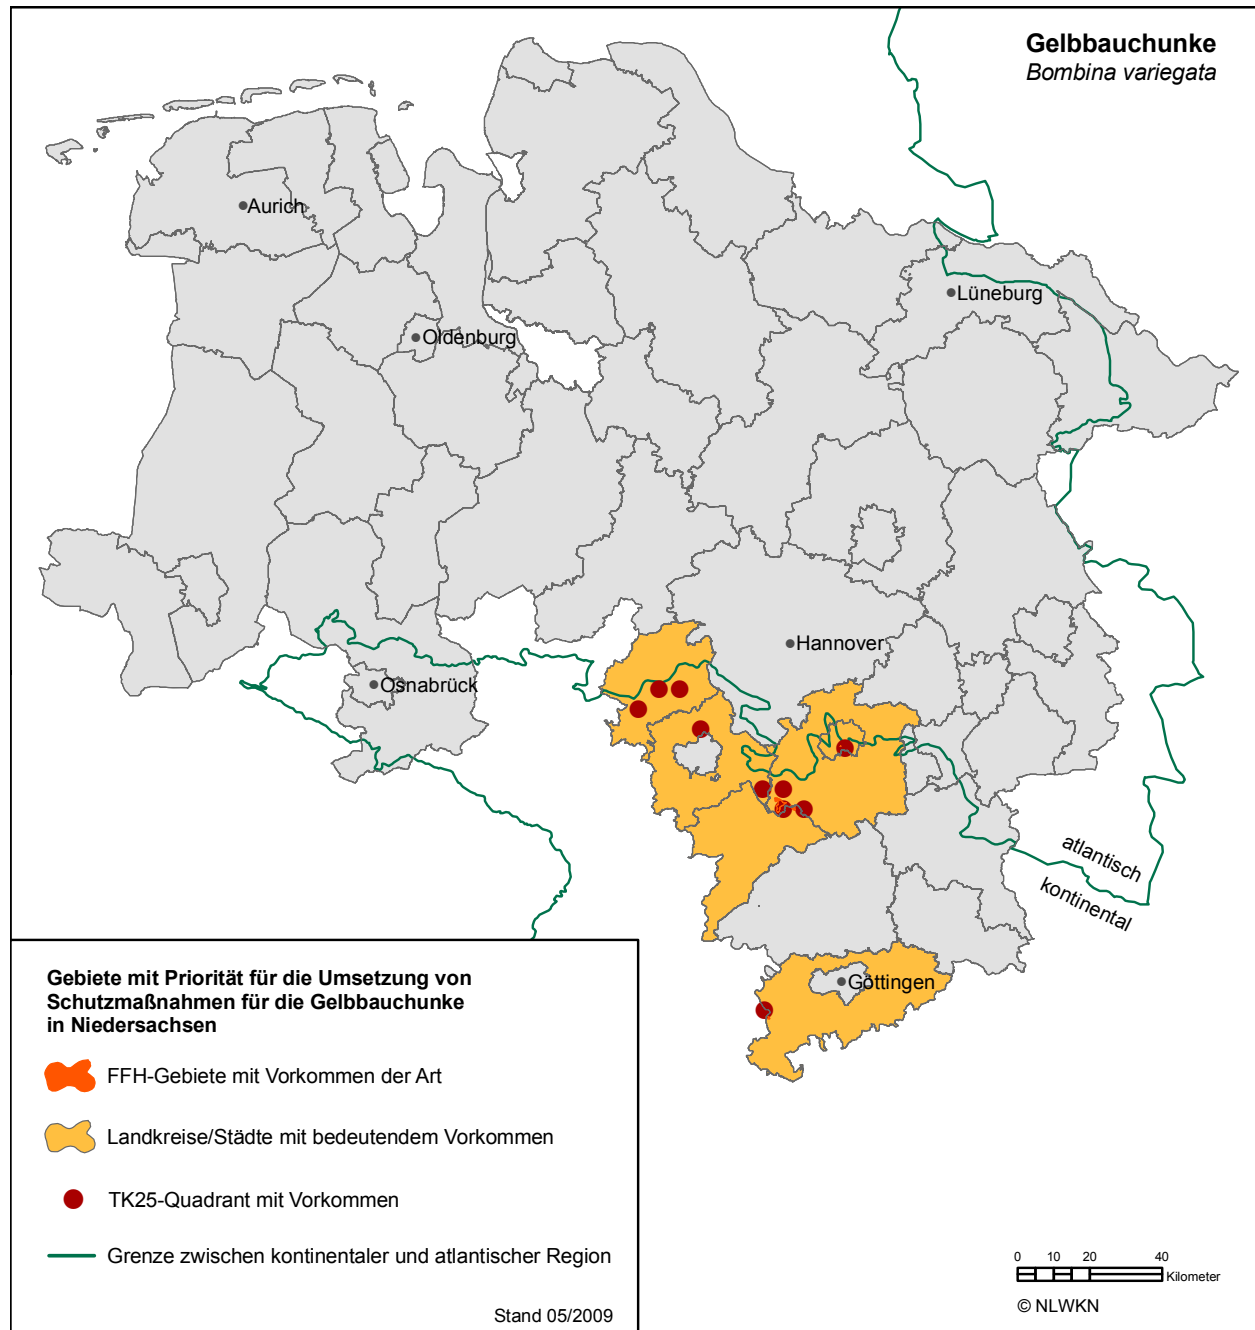 Gelbbauchunke
Bombina variegata
Aurich
Lüneburg
Oldenburg
Hannover
Osnabrück
atlantisch
kontinental
Göttingen
Gebiete mit Priorität für die Umsetzung von
Schutzmaßnahmen für die Gelbbauchunke
in Niedersachsen
FFH-Gebiete mit Vorkommen der Art
Landkreise/Städte mit bedeutendem Vorkommen
TK25-Quadrant mit Vorkommen
Grenze zwischen kontinentaler und atlantischer Region
Stand 05/2009
0 10 20 40
Kilometer
© NLWKN